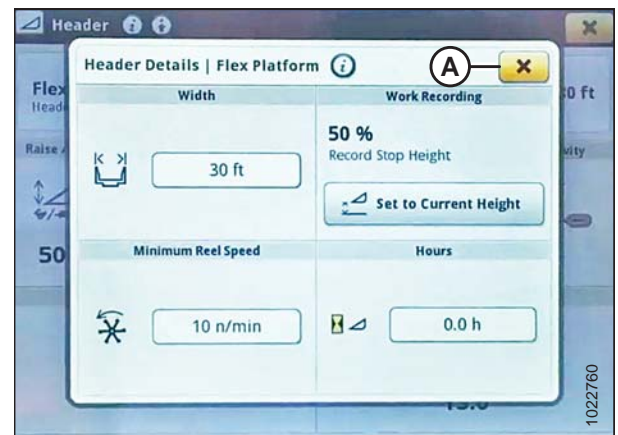 Header
Header Details | Flex Platform
A
Flex
Head
0 ft
Width
Work Recording
50 %
Record Stop Height
Raise
vity
30 ft
Set to Current Height
50
Minimum Reel Speed
Hours
10 n/min
0.0 h
1022760